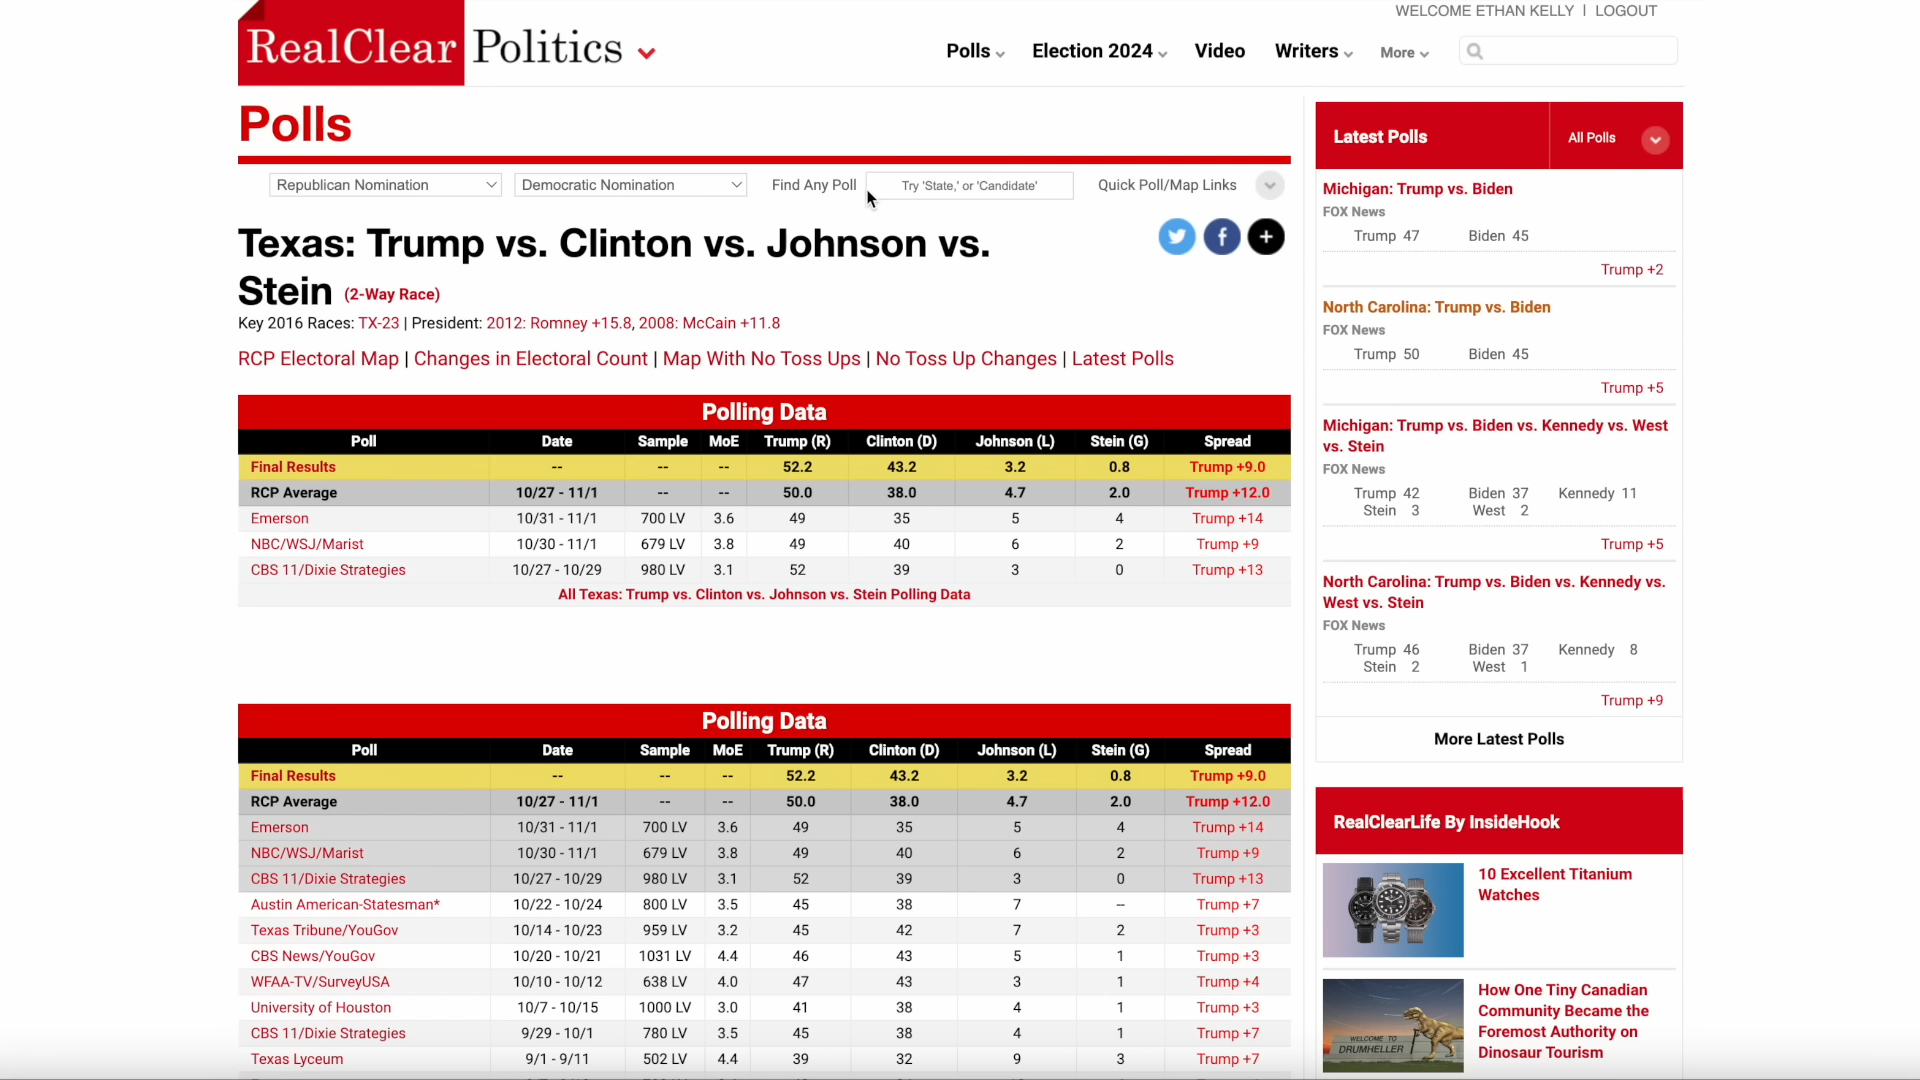 WELCOME ETHAN KELLY | LOGOUT
RealClear Politics
Polls Election 2024 Video Writers More
Polls
Republican Nomination Democratic Nomination Find Any Poll Try 'State,' or 'Candidate' Quick Poll/Map Links
Texas: Trump vs. Clinton vs. Johnson vs.
Stein (2-Way Race)
Key 2016 Races: TX-23 | President: 2012: Romney +15.8, 2008: McCain +11.8
RCP Electoral Map | Changes in Electoral Count | Map With No Toss Ups | No Toss Up Changes | Latest Polls
Polling Data
Poll Date Sample MoE Trump (R) Clinton (D) Johnson (L) Stein (G) Spread
Final Results -- -- -- 52.2 43.2 3.2 0.8 Trump +9.0
RCP Average 10/27 - 11/1 -- -- 50.0 38.0 4.7 2.0 Trump +12.0
Emerson 10/31 - 11/1 700 LV 3.6 49 35 5 4 Trump +14
NBC/WSJ/Marist 10/30 - 11/1 679 LV 3.8 49 40 6 2 Trump +9
CBS 11/Dixie Strategies 10/27 - 10/29 980 LV 3.1 52 39 3 0 Trump +13
All Texas: Trump vs. Clinton vs. Johnson vs. Stein Polling Data
Polling Data
Poll Date Sample MoE Trump (R) Clinton (D) Johnson (L) Stein (G) Spread
Final Results -- -- -- 52.2 43.2 3.2 0.8 Trump +9.0
RCP Average 10/27 - 11/1 -- -- 50.0 38.0 4.7 2.0 Trump +12.0
Emerson 10/31 - 11/1 700 LV 3.6 49 35 5 4 Trump +14
NBC/WSJ/Marist 10/30 - 11/1 679 LV 3.8 49 40 6 2 Trump +9
CBS 11/Dixie Strategies 10/27 - 10/29 980 LV 3.1 52 39 3 0 Trump +13
Austin American-Statesman* 10/22 - 10/24 800 LV 3.5 45 38 7 -- Trump +7
Texas Tribune/YouGov 10/14 - 10/23 959 LV 3.2 45 42 7 2 Trump +3
CBS News/YouGov 10/20 - 10/21 1031 LV 4.4 46 43 5 1 Trump +3
WFAA-TV/SurveyUSA 10/10 - 10/12 638 LV 4.0 47 43 3 1 Trump +4
University of Houston 10/7 - 10/15 1000 LV 3.0 41 38 4 1 Trump +3
CBS 11/Dixie Strategies 9/29 - 10/1 780 LV 3.5 45 38 4 1 Trump +7
Texas Lyceum 9/1 - 9/11 502 LV 4.4 39 32 9 3 Trump +7
Latest Polls All Polls
Michigan: Trump vs. Biden
FOX News
Trump 47 Biden 45
Trump +2
North Carolina: Trump vs. Biden
FOX News
Trump 50 Biden 45
Trump +5
Michigan: Trump vs. Biden vs. Kennedy vs. West
vs. Stein
FOX News
Trump 42 Biden 37 Kennedy 11
Stein 3 West 2
Trump +5
North Carolina: Trump vs. Biden vs. Kennedy vs.
West vs. Stein
FOX News
Trump 46 Biden 37 Kennedy 8
Stein 2 West 1
Trump +9
More Latest Polls
RealClearLife By InsideHook
10 Excellent Titanium
Watches
How One Tiny Canadian
Community Became the
Foremost Authority on
Dinosaur Tourism
WELCOME TO
DRUMHELLER